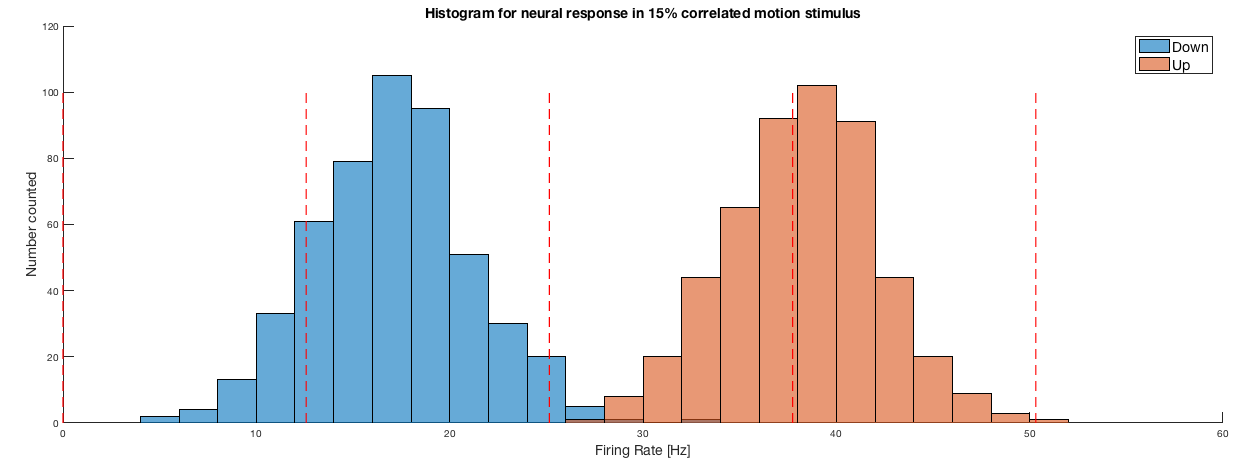 Histogram for neural response in 15% correlated motion stimulus
120
100
80
60
40
20
0
Number counted
Down
Up
0 10 20 30 40 50 60
Firing Rate [Hz]